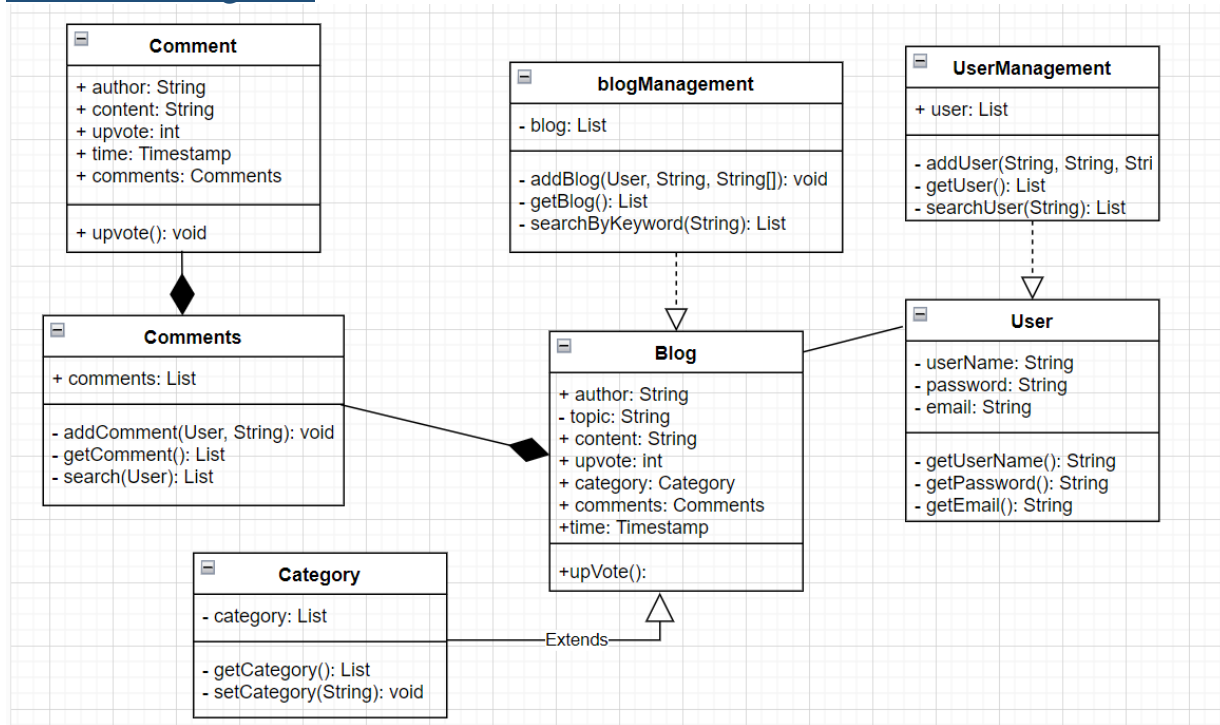 Comment
+ author: String
+ content: String
+ upvote: int
+ time: Timestamp
+ comments: Comments
+ upvote(): void
blogManagement
- blog: List
- addBlog(User, String, String[]): void
- getBlog(): List
- searchByKeyword(String): List
UserManagement
+ user: List
- addUser(String, String, Stri
- getUser(): List
- searchUser(String): List
Comments
+ comments: List
- addComment(User, String): void
- getComment(): List
- search(User): List
Blog
+ author: String
- topic: String
+ content: String
+ upvote: int
+ category: Category
+ comments: Comments
+time: Timestamp
+upVote():
User
- userName: String
- password: String
- email: String
- getUserName(): String
- getPassword(): String
- getEmail(): String
Category
- category: List
- getCategory(): List
- setCategory(String): void
Extends